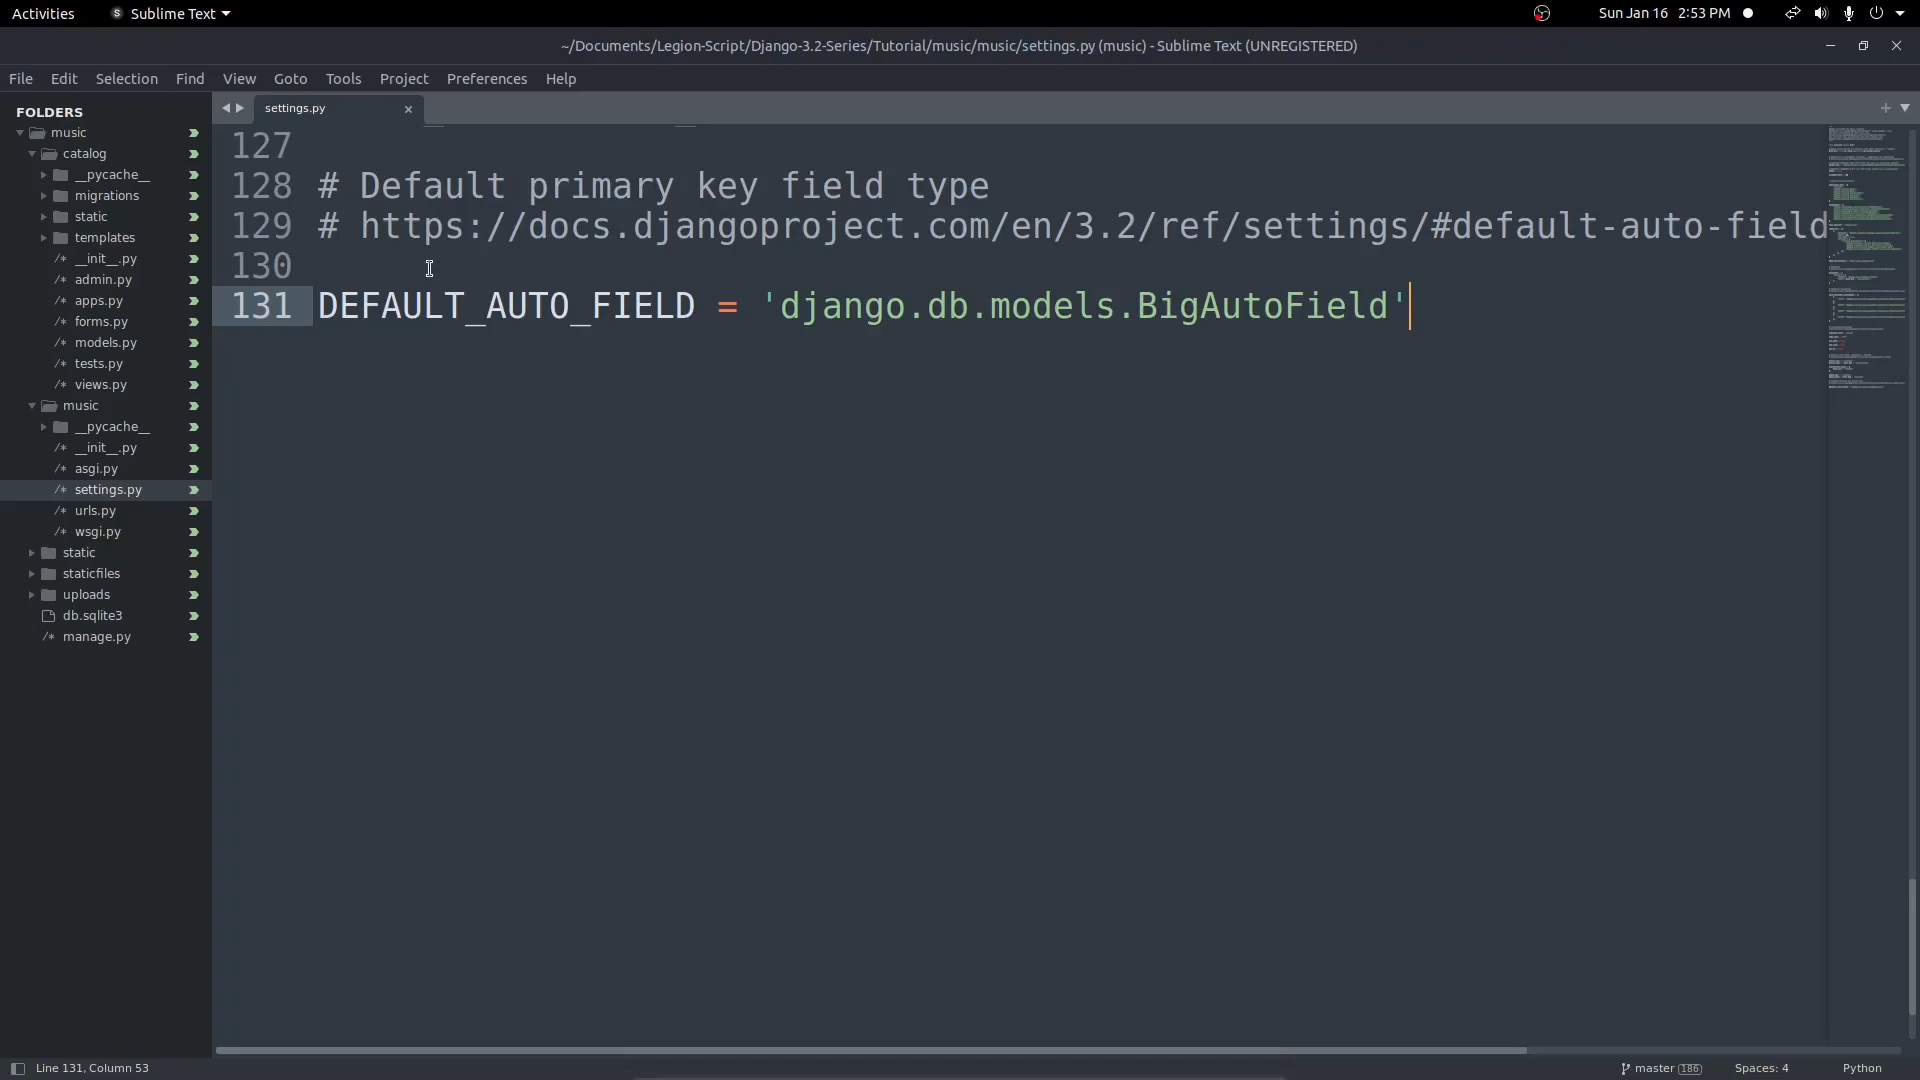 Activities
Sublime Text
Sun Jan 16 2:53 PM
~/Documents/Legion-Script/Django-3.2-Series/Tutorial/music/music/settings.py (music) - Sublime Text (UNREGISTERED)
File Edit Selection Find View Goto Tools Project Preferences Help
FOLDERS
music
catalog
__pycache__
migrations
static
templates
/* __init__.py
/* admin.py
/* apps.py
/* forms.py
/* models.py
/* tests.py
/* views.py
music
__pycache__
/* __init__.py
/* asgi.py
/* settings.py
/* urls.py
/* wsgi.py
static
staticfiles
uploads
db.sqlite3
/* manage.py
settings.py
127
128 # Default primary key field type
129 # https://docs.djangoproject.com/en/3.2/ref/settings/#default-auto-field
130
131 DEFAULT_AUTO_FIELD = 'django.db.models.BigAutoField'
Line 131, Column 53
master 186
Spaces: 4
Python